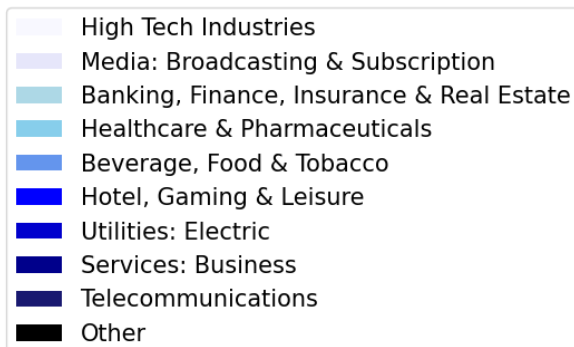 High Tech Industries
Media: Broadcasting & Subscription
Banking, Finance, Insurance & Real Estate
Healthcare & Pharmaceuticals
Beverage, Food & Tobacco
Hotel, Gaming & Leisure
Utilities: Electric
Services: Business
Telecommunications
Other